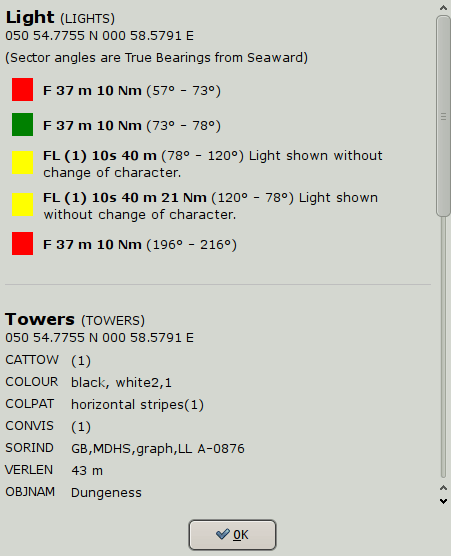 Light (LIGHTS)
050 54.7755 N 000 58.5791 E
(Sector angles are True Bearings from Seaward)
F 37 m 10 Nm (57° - 73°)
F 37 m 10 Nm (73° - 78°)
FL (1) 10s 40 m (78° - 120°) Light shown without
change of character.
FL (1) 10s 40 m 21 Nm (120° - 78°) Light shown
without change of character.
F 37 m 10 Nm (196° - 216°)
Towers (TOWERS)
050 54.7755 N 000 58.5791 E
CATTOW (1)
COLOUR black, white2,1
COLPAT horizontal stripes(1)
CONVIS (1)
SORIND GB,MDHS,graph,LL A-0876
VERLEN 43 m
OBJNAM Dungeness
OK